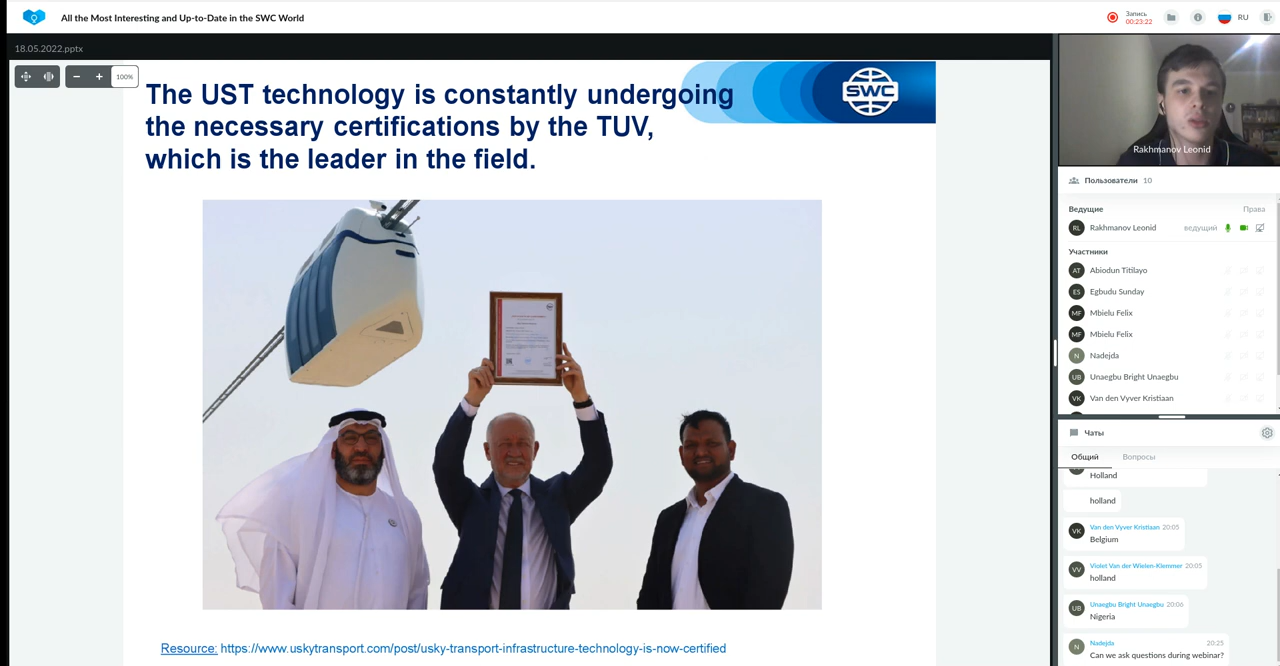 All the Most Interesting and Up-to-Date in the SWC World
Запись
00:23:22
RU
18.05.2022.pptx
100%
The UST technology is constantly undergoing
the necessary certifications by the TUV,
which is the leader in the field.
SWC
Resource: https://www.uskytransport.com/post/usky-transport-infrastructure-technology-is-now-certified
Rakhmanov Leonid
Пользователи 10
Ведущие Права
RL Rakhmanov Leonid ведущий
Участники
AT Abiodun Titilayo
ES Egbudu Sunday
MF Mbielu Felix
MF Mbielu Felix
N Nadejda
UB Unaegbu Bright Unaegbu
VK Van den Vyver Kristiaan
Чаты
Общий Вопросы
Holland
holland
VK Van den Vyver Kristiaan 20:05
Belgium
VV Violet Van der Wielen-Klemmer 20:05
holland
UB Unaegbu Bright Unaegbu 20:06
Nigeria
N Nadejda 20:25
Can we ask questions during webinar?